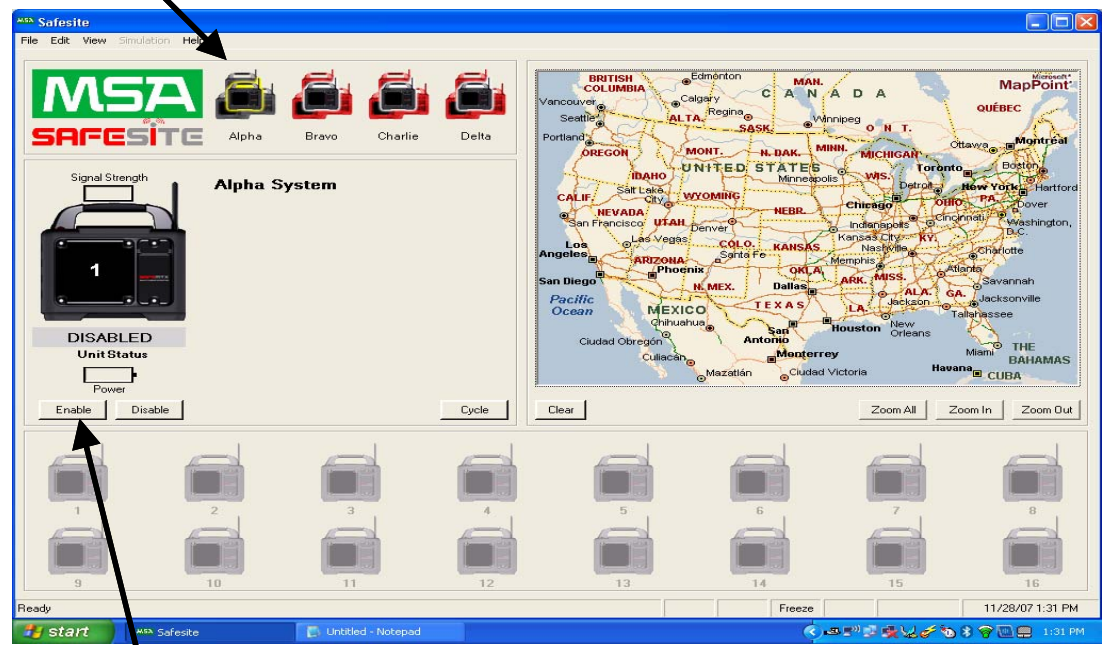 MSA Safesite
File Edit View Simulation Help
MSA
SAFESITE
Alpha Bravo Charlie Delta
Signal Strength
Alpha System
1
SAFESITE
DISABLED
Unit Status
Power
Enable Disable Cycle
Microsoft
MapPoint
BRITISH
COLUMBIA
Edmonton
MAN.
CANADA
Vancouver
Calgary
QUÉBEC
Seattle
ALTA.
Regina
SASK.
Winnipeg
ONT.
Portland
Ottawa
Montréal
OREGON
MONT.
N. DAK.
MINN.
MICHIGAN
Toronto
Boston
IDAHO
UNITED STATES
Minneapolis
WIS.
Detroit
New York
Hartford
Salt Lake
City
CALIF.
WYOMING
Chicago
OHIO
PA.
Dover
NEVADA
NEBR.
San Francisco
UTAH
Denver
Indianapolis
Cincinnati
Washington,
D.C.
Las Vegas
COLO.
KANSAS
Kansas City
KY.
Los
Angeles
Santa Fe
Nashville
Charlotte
ARIZONA
Phoenix
OKLA.
Memphis
Atlanta
San Diego
N. MEX.
Dallas
ARK.
MISS.
Savannah
ALA.
GA.
Pacific
Ocean
TEXAS
LA.
Jackson
Jacksonville
MEXICO
Tallahassee
Chihuahua
San
Antonio
Houston
New
Orleans
Ciudad Obregón
Culiacán
Monterrey
Miami
THE
BAHAMAS
Mazatlán
Ciudad Victoria
Havana
CUBA
Clear Zoom All Zoom In Zoom Out
1 2 3 4 5 6 7 8
9 10 11 12 13 14 15 16
Ready Freeze 11/28/07 1:31 PM
start MSA Safesite Untitled - Notepad 1:31 PM